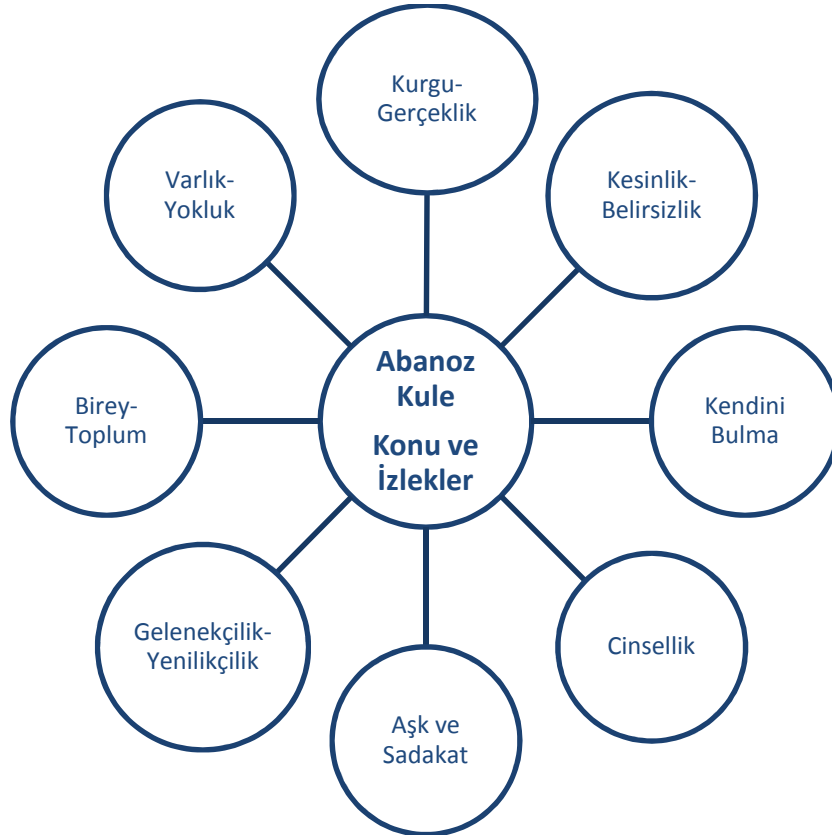 Kurgu-
Gerçeklik
Varlık-
Yokluk
Kesinlik-
Belirsizlik
Abanoz
Kule
Konu ve
İzlekler
Birey-
Toplum
Kendini
Bulma
Gelenekçilik-
Yenilikçilik
Cinsellik
Aşk ve
Sadakat